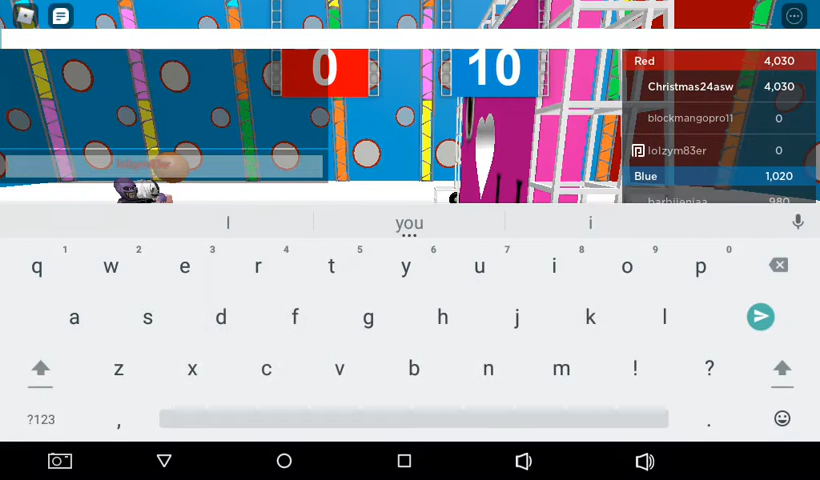 0 10
Red 4,030
Christmas24asw 4,030
blockmangopro11 0
lolzym83er 0
Blue 1,020
980
I you i
1 2 3 4 5 6 7 8 9 0
q w e r t y u i o p
a s d f g h j k l
z x c v b n m ! ?
?123 , .